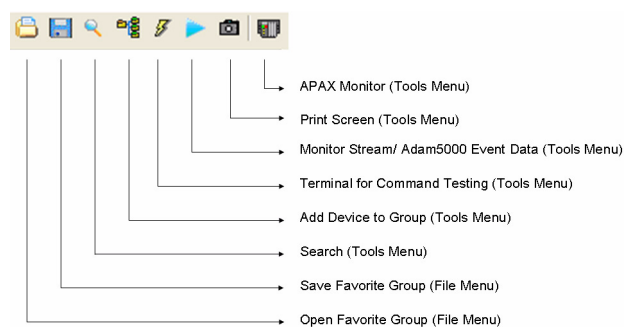 APAX Monitor (Tools Menu)
Print Screen (Tools Menu)
Monitor Stream/ Adam5000 Event Data (Tools Menu)
Terminal for Command Testing (Tools Menu)
Add Device to Group (Tools Menu)
Search (Tools Menu)
Save Favorite Group (File Menu)
Open Favorite Group (File Menu)